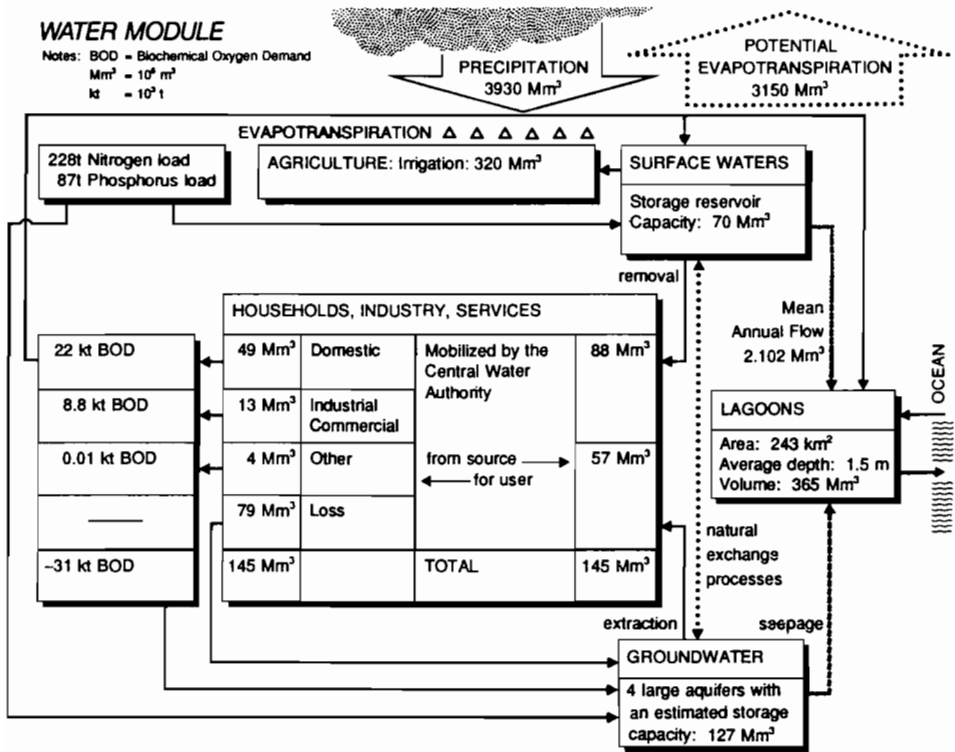 WATER MODULE
Notes: BOD = Biochemical Oxygen Demand
Mm³ = 10⁶ m³
kt = 10³ t
PRECIPITATION
3930 Mm³
POTENTIAL
EVAPOTRANSPIRATION
3150 Mm³
EVAPOTRANSPIRATION Δ Δ Δ Δ Δ Δ
228t Nitrogen load
87t Phosphorus load
AGRICULTURE: Irrigation: 320 Mm³
SURFACE WATERS
Storage reservoir
Capacity: 70 Mm³
removal
Mean
Annual Flow
2.102 Mm³
HOUSEHOLDS, INDUSTRY, SERVICES
22 kt BOD
8.8 kt BOD
0.01 kt BOD
~31 kt BOD
49 Mm³ Domestic
13 Mm³ Industrial
Commercial
4 Mm³ Other
79 Mm³ Loss
145 Mm³
Mobilized by the
Central Water
Authority
from source
for user
TOTAL
88 Mm³
57 Mm³
145 Mm³
OCEAN
LAGOONS
Area: 243 km²
Average depth: 1.5 m
Volume: 365 Mm³
natural
exchange
processes
extraction
seepage
GROUNDWATER
4 large aquifers with
an estimated storage
capacity: 127 Mm³